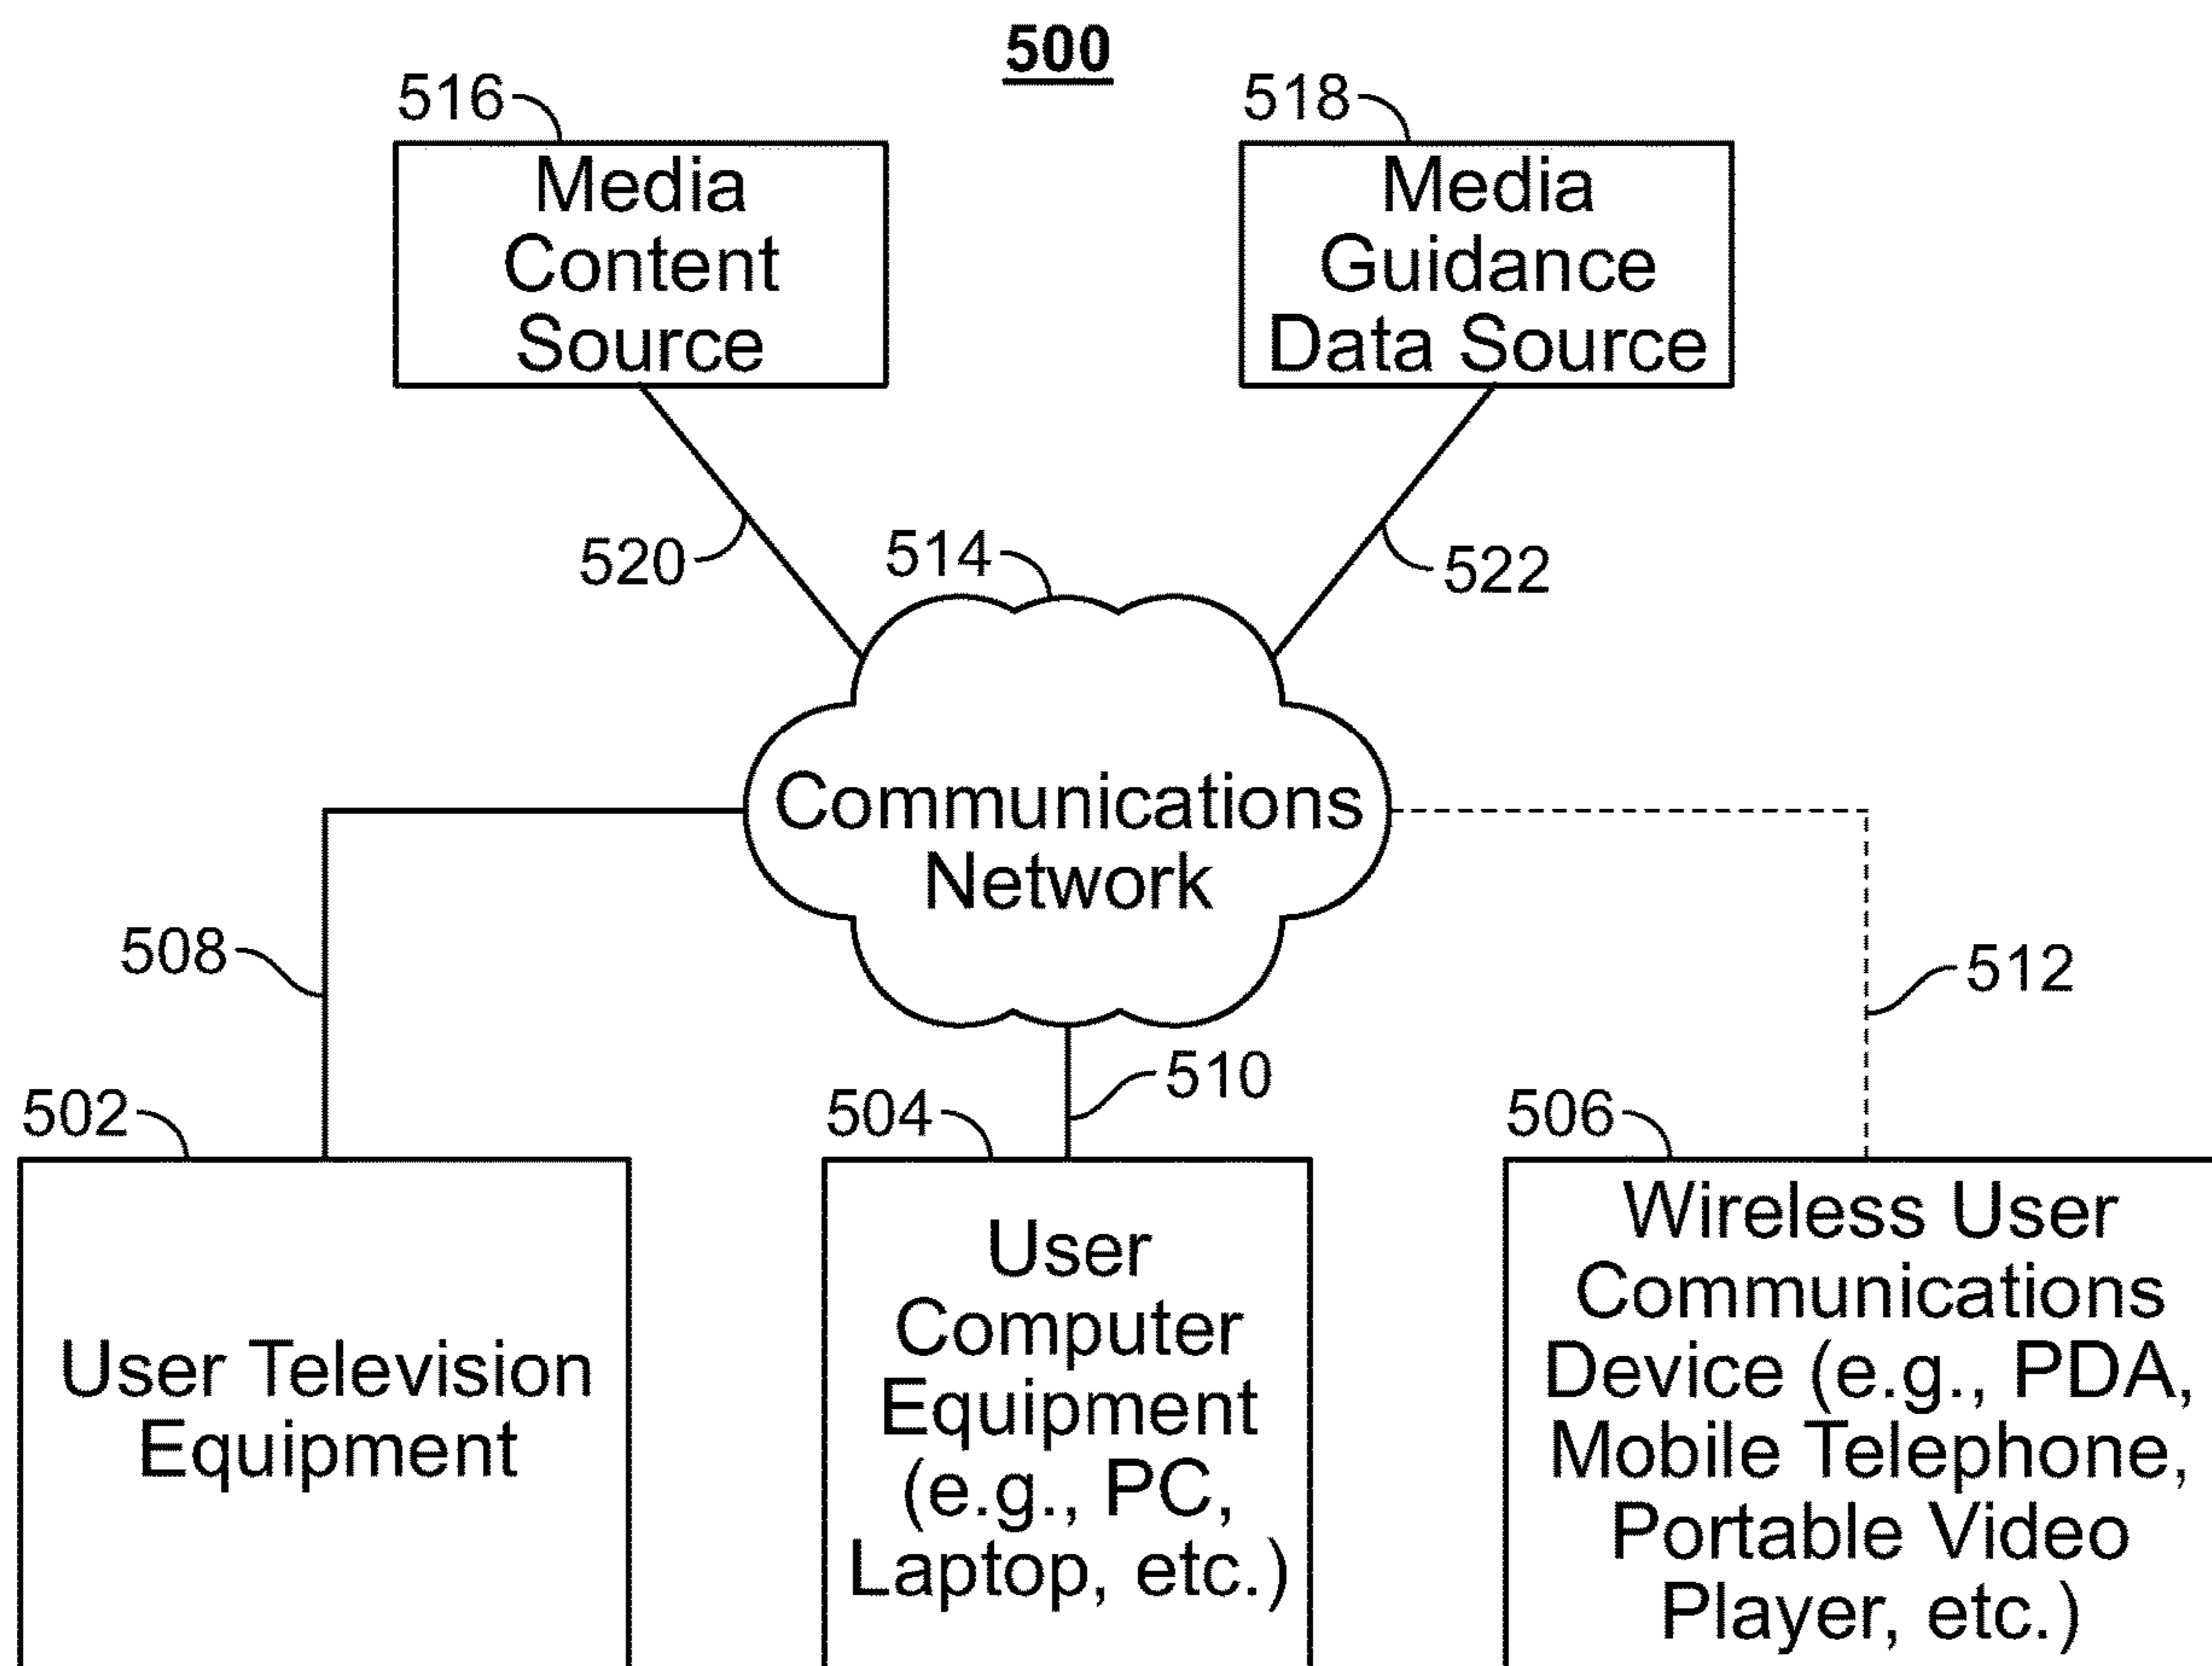 500
516
518
Media
Content
Source
Media
Guidance
Data Source
520
514
522
Communications
Network
508
512
510
502
504
506
User Television
Equipment
User
Computer
Equipment
(e.g., PC,
Laptop, etc.)
Wireless User
Communications
Device (e.g., PDA,
Mobile Telephone,
Portable Video
Player, etc.)